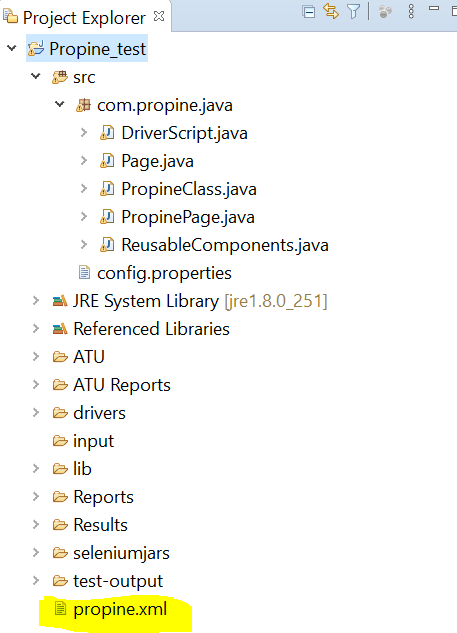 Project Explorer
Propine_test
src
com.propine.java
DriverScript.java
Page.java
PropineClass.java
PropinePage.java
ReusableComponents.java
config.properties
JRE System Library [jre1.8.0_251]
Referenced Libraries
ATU
ATU Reports
drivers
input
lib
Reports
Results
seleniumjars
test-output
propine.xml